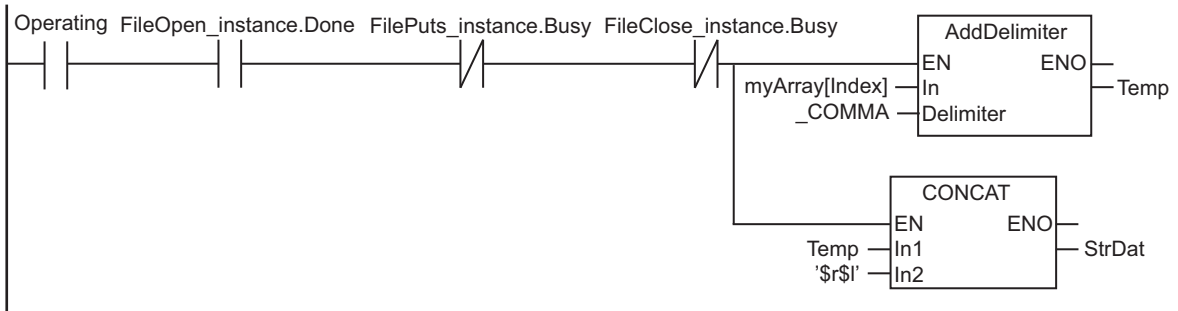 Operating FileOpen_instance.Done FilePuts_instance.Busy FileClose_instance.Busy
AddDelimiter
EN ENO
myArray[Index] In Temp
_COMMA Delimiter
CONCAT
EN ENO
Temp In1 StrDat
'$r$l' In2